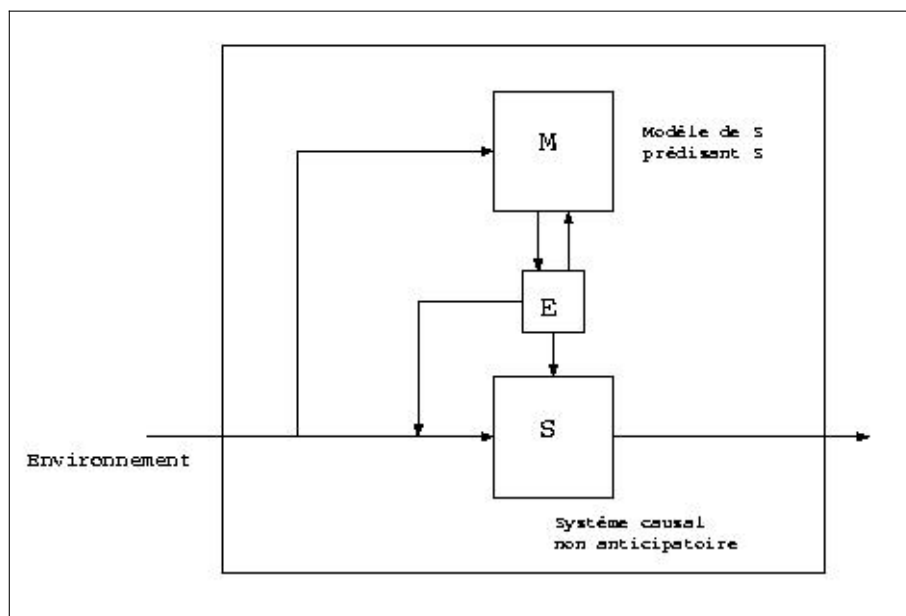 M
Modèle de S
prédisant S
E
S
Environnement
Système causal
non anticipatoire